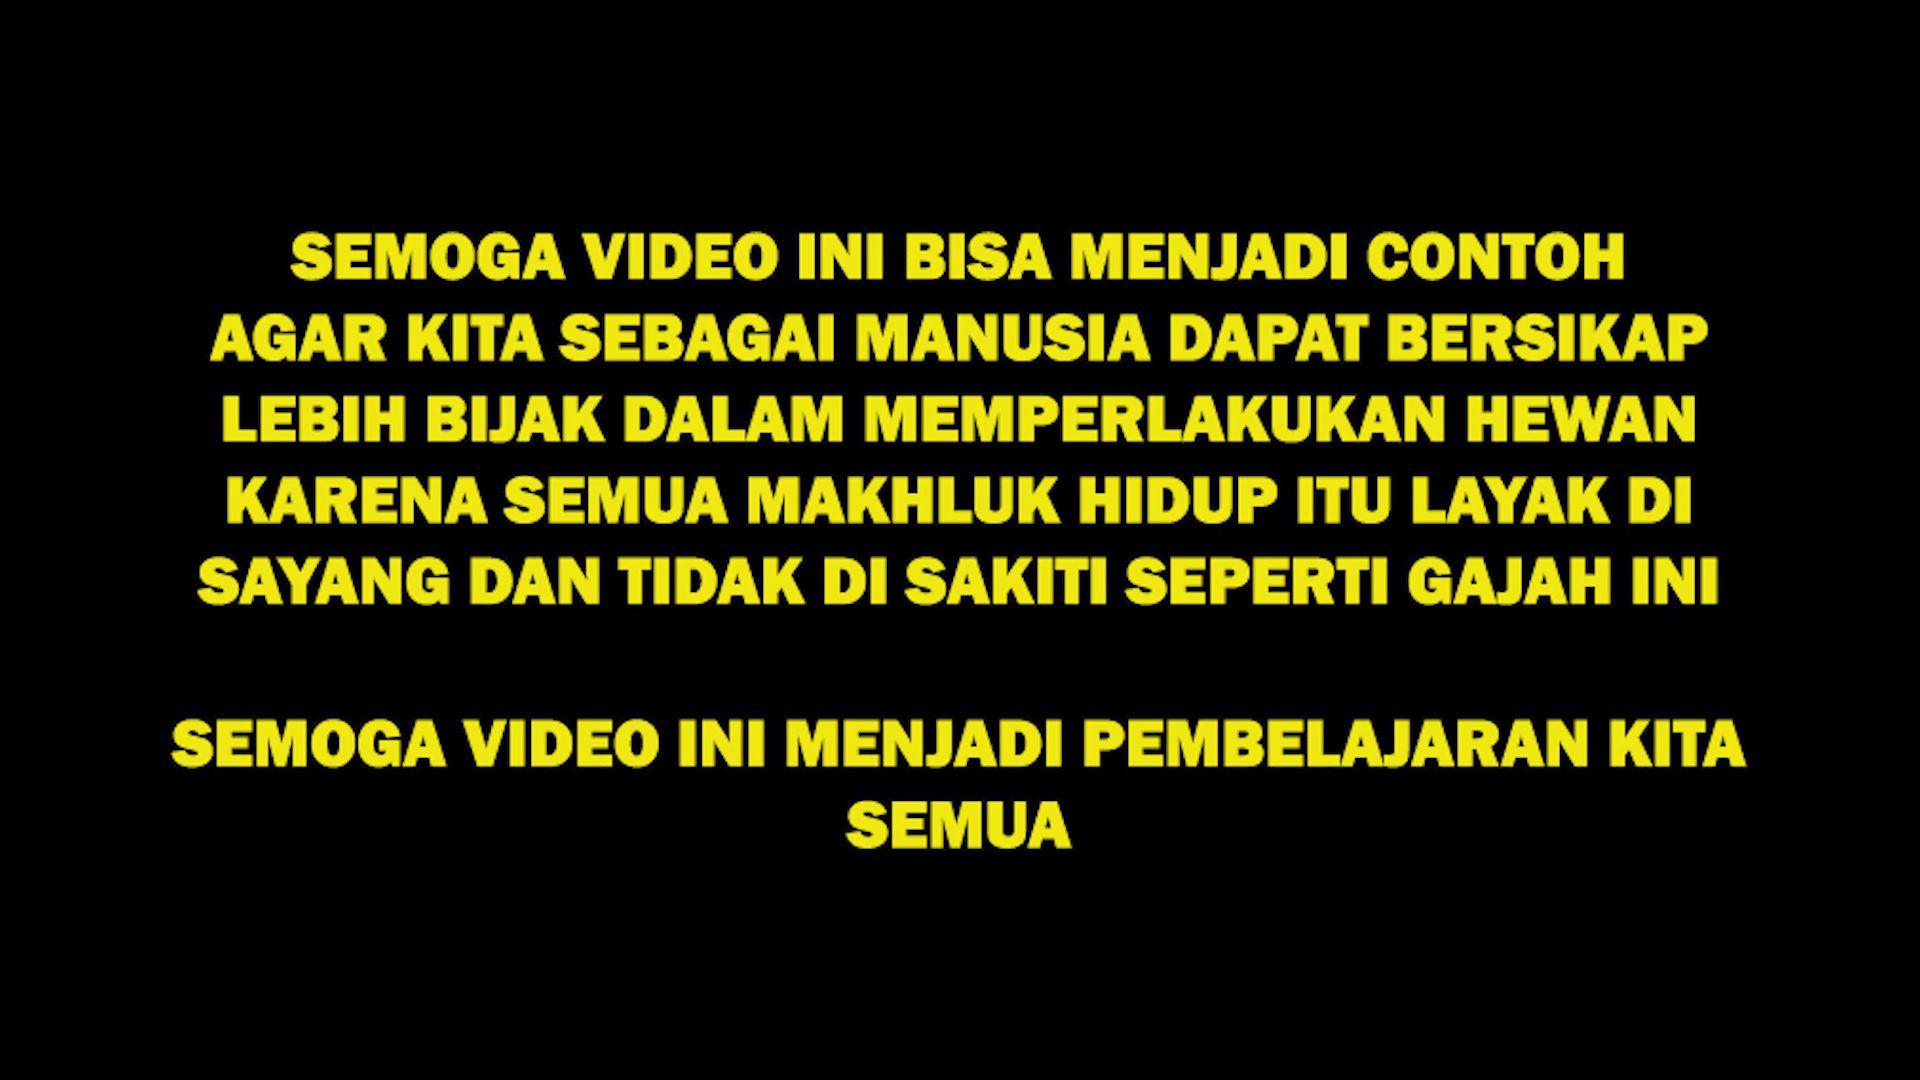 SEMOGA VIDEO INI BISA MENJADI CONTOH
AGAR KITA SEBAGAI MANUSIA DAPAT BERSIKAP
LEBIH BIJAK DALAM MEMPERLAKUKAN HEWAN
KARENA SEMUA MAKHLUK HIDUP ITU LAYAK DI
SAYANG DAN TIDAK DI SAKITI SEPERTI GAJAH INI
SEMOGA VIDEO INI MENJADI PEMBELAJARAN KITA
SEMUA